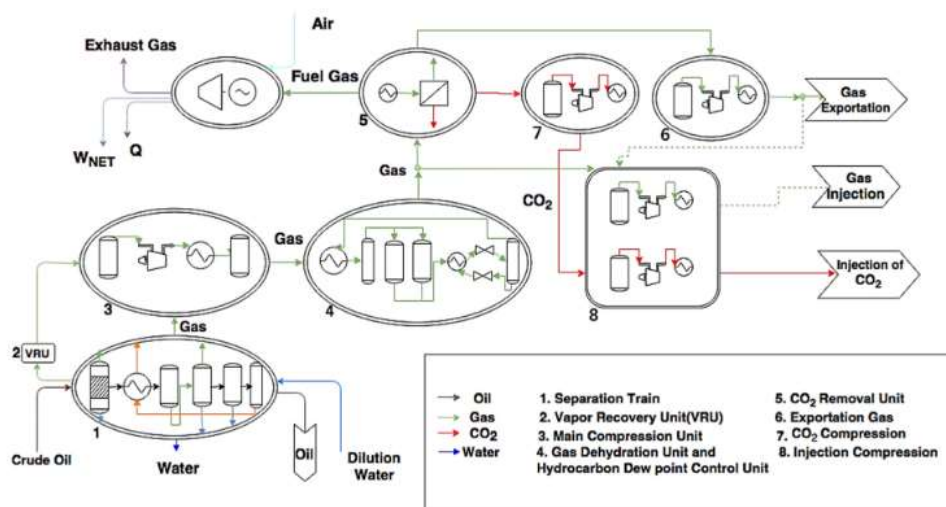 Air
Exhaust Gas
Fuel Gas
5
7
6
Gas
Exportation
WNET
Q
Gas
CO2
Gas
Injection
Gas
3
4
8
Injection of
CO2
Gas
2 VRU
1
Crude Oil
Water
Oil
Dilution
Water
Oil
Gas
CO2
Water
1. Separation Train
2. Vapor Recovery Unit(VRU)
3. Main Compression Unit
4. Gas Dehydration Unit and
Hydrocarbon Dew point Control Unit
5. CO2 Removal Unit
6. Exportation Gas
7. CO2 Compression
8. Injection Compression